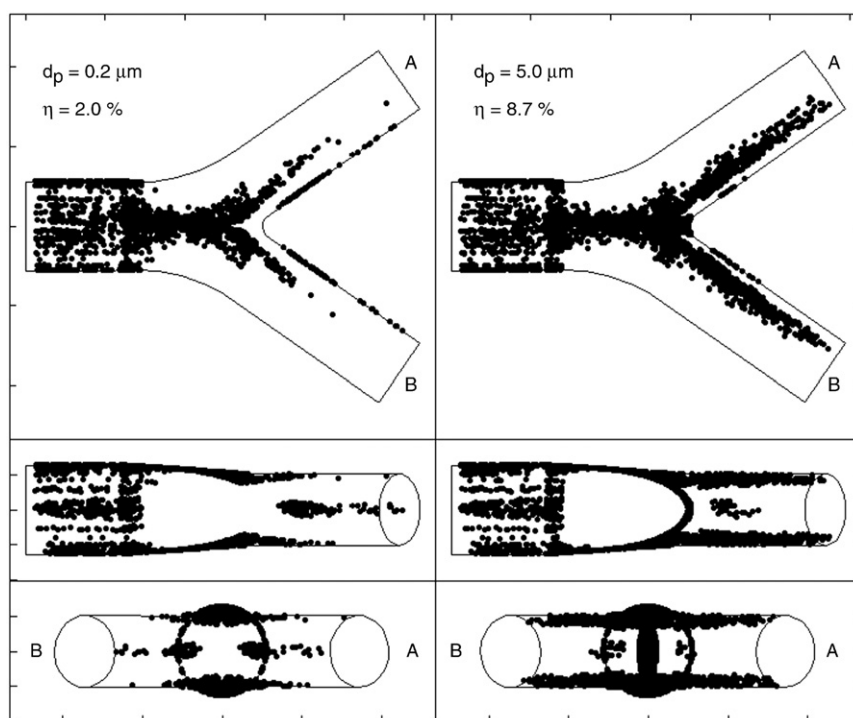 d_p = 0.2 μm
η = 2.0 %
A
B
d_p = 5.0 μm
η = 8.7 %
A
B
B
A
B
A